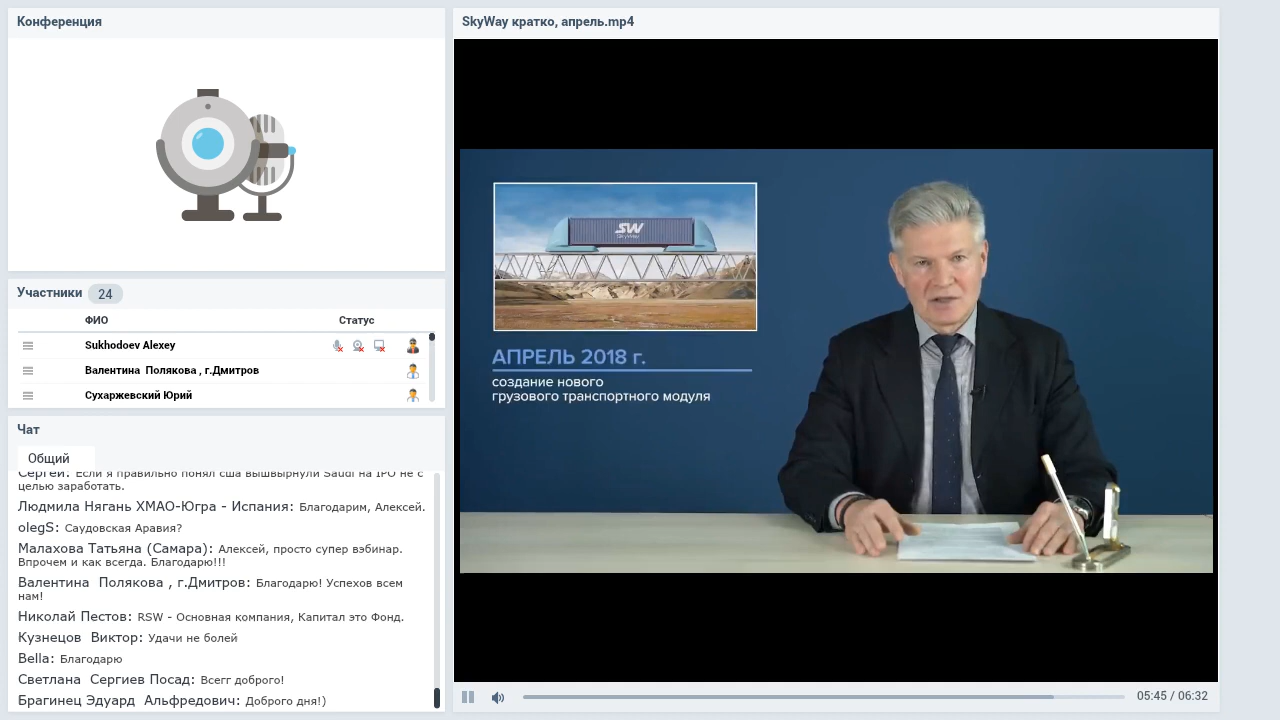 Конференция
SkyWay кратко, апрель.mp4
SW
SkyWay
АПРЕЛЬ 2018 г.
создание нового
грузового транспортного модуля
Участники 24
ФИО Статус
Sukhodoev Alexey
Валентина Полякова , г.Дмитров
Сухаржевский Юрий
Чат
Общий
Сергей: Если я правильно понял сша вышвырнули Saudi на IPO не с
целью заработать.
Людмила Нягань ХМАО-Югра - Испания: Благодарим, Алексей.
olegS: Саудовская Аравия?
Малахова Татьяна (Самара): Алексей, просто супер вэбинар.
Впрочем и как всегда. Благодарю!!!
Валентина Полякова , г.Дмитров: Благодарю! Успехов всем
нам!
Николай Пестов: RSW - Основная компания, Капитал это Фонд.
Кузнецов Виктор: Удачи не болей
Bella: Благодарю
Светлана Сергиев Посад: Всегг доброго!
Брагинец Эдуард Альфредович: Доброго дня!)
05:45 / 06:32